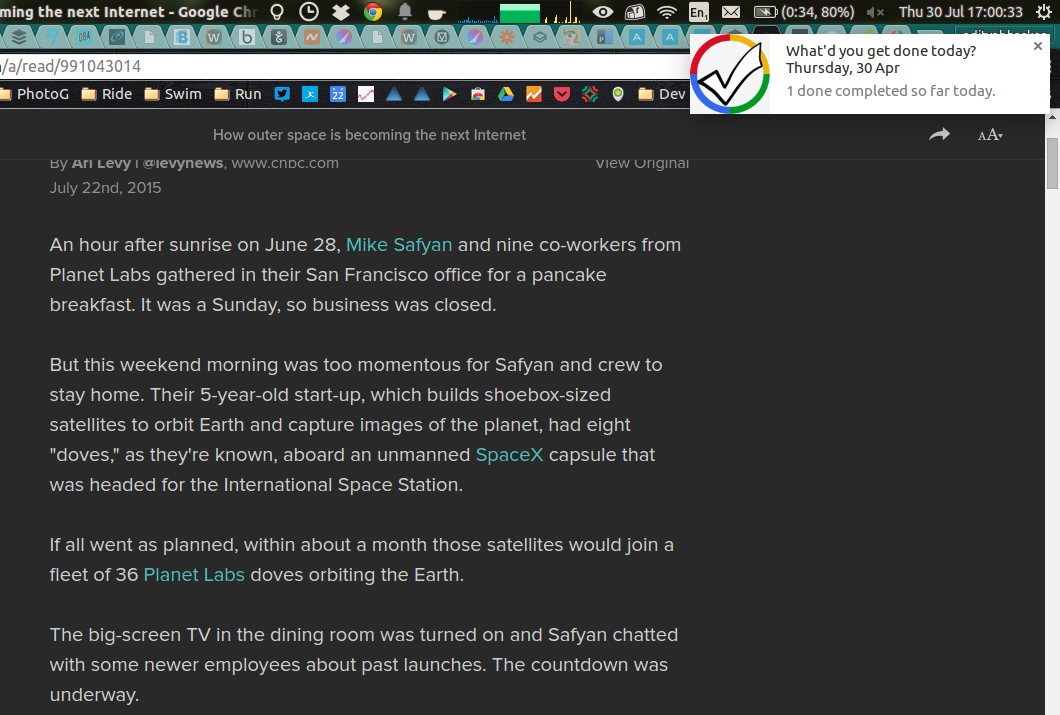 ming the next Internet - Google Chr
En1
(0:34, 80%)
Thu 30 Jul 17:00:33
/a/read/991043014
PhotoG
Ride
Swim
Run
22
Dev
What'd you get done today?
Thursday, 30 Apr
1 done completed so far today.
How outer space is becoming the next Internet
AA
By Ari Levy | @levynews, www.cnbc.com
View Original
July 22nd, 2015
An hour after sunrise on June 28, Mike Safyan and nine co-workers from
Planet Labs gathered in their San Francisco office for a pancake
breakfast. It was a Sunday, so business was closed.
But this weekend morning was too momentous for Safyan and crew to
stay home. Their 5-year-old start-up, which builds shoebox-sized
satellites to orbit Earth and capture images of the planet, had eight
"doves," as they're known, aboard an unmanned SpaceX capsule that
was headed for the International Space Station.
If all went as planned, within about a month those satellites would join a
fleet of 36 Planet Labs doves orbiting the Earth.
The big-screen TV in the dining room was turned on and Safyan chatted
with some newer employees about past launches. The countdown was
underway.